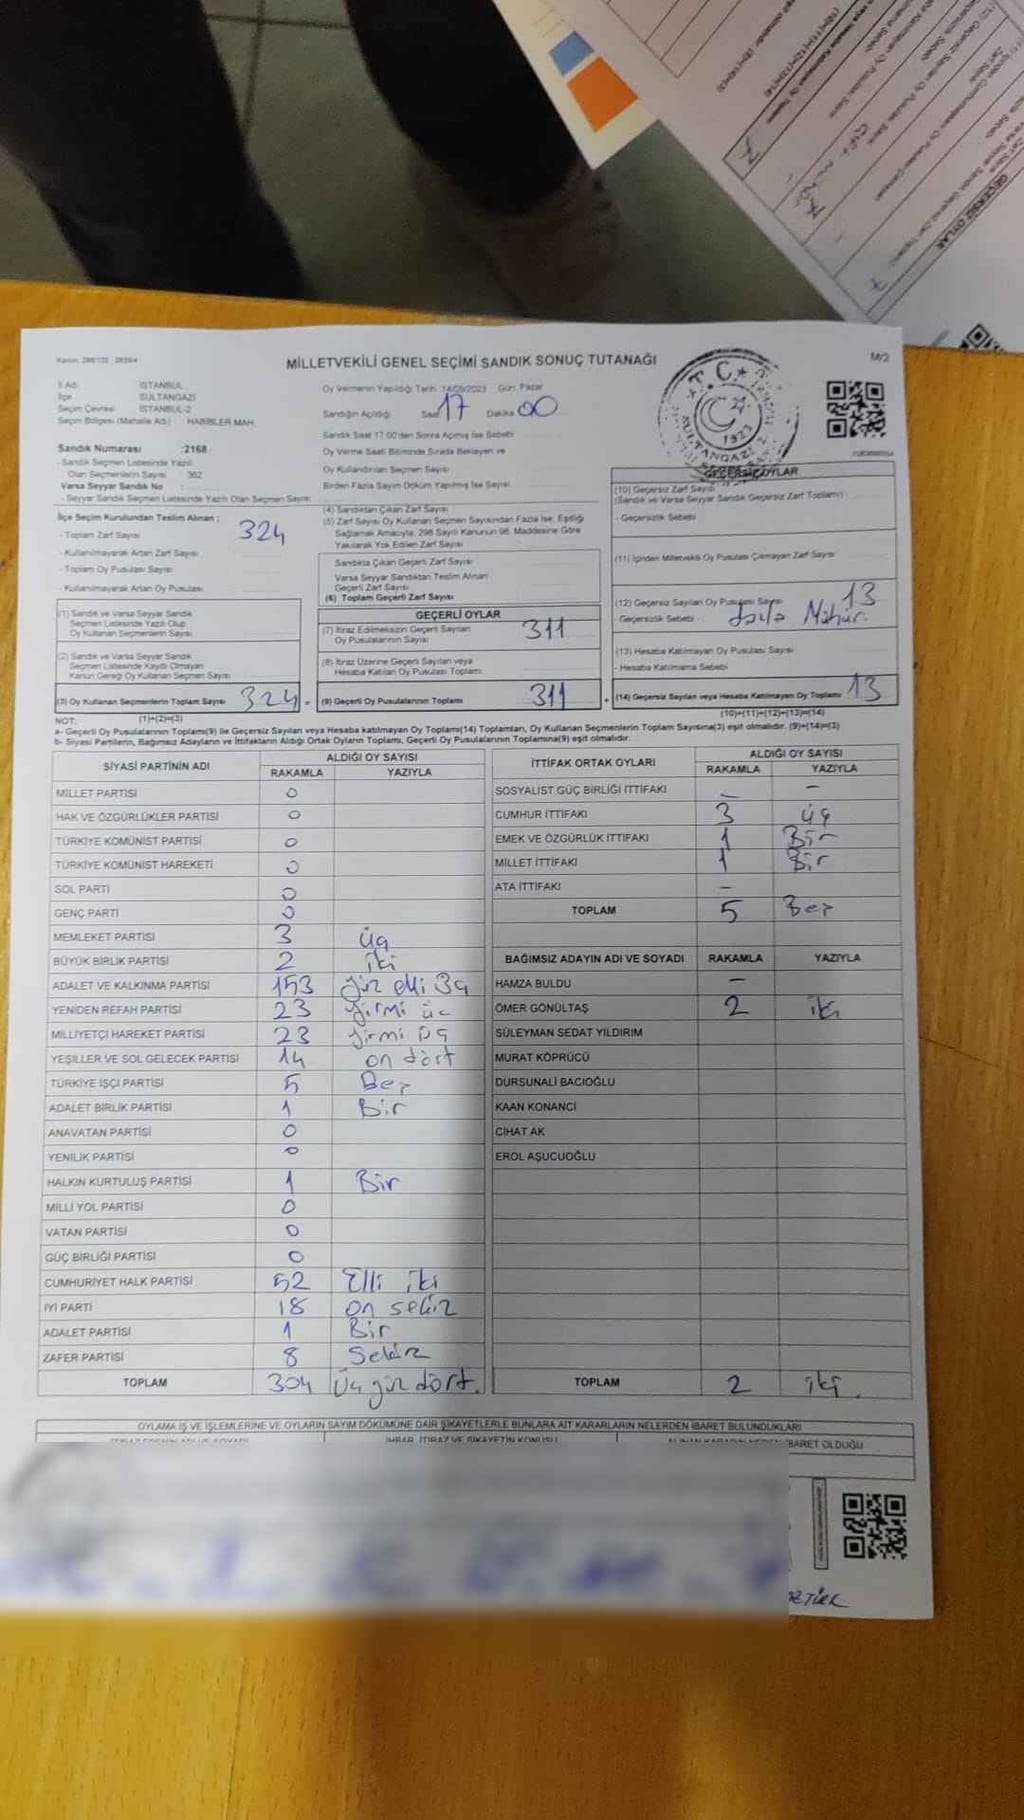 MİLLETVEKİLİ GENEL SEÇİMİ SANDIK SONUÇ TUTANAĞI
M/2
İl Adı İSTANBUL
İlçe SULTANGAZİ
Seçim Çevresi İSTANBUL-2
Seçim Bölgesi (Mahalle Adı) HABİBLER MAH.
Sandık Numarası :2168
- Sandık Seçmen Listesinde Yazılı
Olan Seçmenlerin Sayısı 362
Varsa Seyyar Sandık No
- Seyyar Sandık Seçmen Listesinde Yazılı Olan Seçmen Sayısı
Oy Vermenin Yapıldığı Tarih: 14/05/2023 Gün: Pazar
Sandığın Açıldığı Saat 17 Dakika 00
Sandık Saat 17:00'den Sonra Açılmış İse Sebebi
Oy Verme Saati Bitiminde Sırada Bekleyen ve
Oy Kullandırılan Seçmen Sayısı
Birden Fazla Sayım Döküm Yapılmış İse Sayısı
T.C.
SULTANGAZİ
1923
İlçe Seçim Kurulundan Teslim Alınan ;
- Toplam Zarf Sayısı 324
- Kullanılmayarak Artan Zarf Sayısı
- Toplam Oy Pusulası Sayısı
- Kullanılmayarak Artan Oy Pusulası
(1) Sandık ve Varsa Seyyar Sandık
Seçmen Listesinde Yazılı Olup
Oy Kullanan Seçmenlerin Sayısı
(2) Sandık ve Varsa Seyyar Sandık
Seçmen Listesinde Kaydı Olmayan
Kanun Gereği Oy Kullanan Seçmen Sayısı
(3) Oy Kullanan Seçmenlerin Toplam Sayısı 324
(1)+(2)=(3)
(4) Sandıktan Çıkan Zarf Sayısı
(5) Zarf Sayısı Oy Kullanan Seçmen Sayısından Fazla İse, Eşitliği
Sağlamak Amacıyla, 298 Sayılı Kanunun 98. Maddesine Göre
Yakılarak Yok Edilen Zarf Sayısı
Sandıkta Çıkan Geçerli Zarf Sayısı
Varsa Seyyar Sandıktan Teslim Alınan
Geçerli Zarf Sayısı
(6) Toplam Geçerli Zarf Sayısı
GEÇERLİ OYLAR
(7) İtiraz Edilmeksizin Geçerli Sayılan
Oy Pusulalarının Sayısı 311
(8) İtiraz Üzerine Geçerli Sayılan veya
Hesaba Katılan Oy Pusulası Toplamı
(9) Geçerli Oy Pusulalarının Toplamı 311
GEÇERSİZ OYLAR
(10) Geçersiz Zarf Sayısı
(Sandık ve Varsa Seyyar Sandık Geçersiz Zarf Toplamı)
- Geçersizlik Sebebi
(11) İçinden Milletvekili Oy Pusulası Çıkmayan Zarf Sayısı
(12) Geçersiz Sayılan Oy Pusulası Sayısı 13
Geçersizlik Sebebi fazla Mühür.
(13) Hesaba Katılmayan Oy Pusulası Sayısı
- Hesaba Katılmama Sebebi
(14) Geçersiz Sayılan veya Hesaba Katılmayan Oy Toplamı 13
(10)+(11)+(12)+(13)=(14)
NOT:
a- Geçerli Oy Pusulalarının Toplamı(9) ile Geçersiz Sayılan veya Hesaba katılmayan Oy Toplamı(14) Toplamları, Oy Kullanan Seçmenlerin Toplam Sayısına(3) eşit olmalıdır. (9)+(14)=(3)
b- Siyasi Partilerin, Bağımsız Adayların ve İttifakların Aldığı Ortak Oyların Toplamı, Geçerli Oy Pusulalarının Toplamına(9) eşit olmalıdır.
SİYASİ PARTİNİN ADI ALDIĞI OY SAYISI
RAKAMLA YAZIYLA
MİLLET PARTİSİ 0
HAK VE ÖZGÜRLÜKLER PARTİSİ 0
TÜRKİYE KOMÜNİST PARTİSİ 0
TÜRKİYE KOMÜNİST HAREKETİ 0
SOL PARTİ 0
GENÇ PARTİ 0
MEMLEKET PARTİSİ 3 üç
BÜYÜK BİRLİK PARTİSİ 2 iki
ADALET VE KALKINMA PARTİSİ 153 yüz elli 3ç
YENİDEN REFAH PARTİSİ 23 yirmi üç
MİLLİYETÇİ HAREKET PARTİSİ 23 yirmi üç
YEŞİLLER VE SOL GELECEK PARTİSİ 14 on dört
TÜRKİYE İŞÇİ PARTİSİ 5 Beş
ADALET BİRLİK PARTİSİ 1 Bir
ANAVATAN PARTİSİ 0
YENİLİK PARTİSİ 0
HALKIN KURTULUŞ PARTİSİ 1 Bir
MİLLİ YOL PARTİSİ 0
VATAN PARTİSİ 0
GÜÇ BİRLİĞİ PARTİSİ 0
CUMHURİYET HALK PARTİSİ 52 Elli iki
İYİ PARTİ 18 on sekiz
ADALET PARTİSİ 1 Bir
ZAFER PARTİSİ 8 Sekiz
TOPLAM 304 Üç yüz dört.
İTTİFAK ORTAK OYLARI ALDIĞI OY SAYISI
RAKAMLA YAZIYLA
SOSYALİST GÜÇ BİRLİĞİ İTTİFAKI - -
CUMHUR İTTİFAKI 3 üç
EMEK VE ÖZGÜRLÜK İTTİFAKI 1 Bir
MİLLET İTTİFAKI 1 Bir
ATA İTTİFAKI -
TOPLAM 5 Beş
BAĞIMSIZ ADAYIN ADI VE SOYADI RAKAMLA YAZIYLA
HAMZA BULDU -
ÖMER GÖNÜLTAŞ 2 iki
SÜLEYMAN SEDAT YILDIRIM
MURAT KÖPRÜCÜ
DURSUNALİ BACIOĞLU
KAAN KONANCİ
CİHAT AK
EROL AŞUCUOĞLU
TOPLAM 2 iki.
OYLAMA İŞ VE İŞLEMLERİNE VE OYLARIN SAYIM DÖKÜMÜNE DAİR ŞİKAYETLERLE BUNLARA AİT KARARLARIN NELERDEN İBARET BULUNDUKLARI
İHBAR, İTİRAZ VE ŞİKAYETİN KONUSU
İBARET OLDUĞU
GEÇERSİZ OYLAR
7